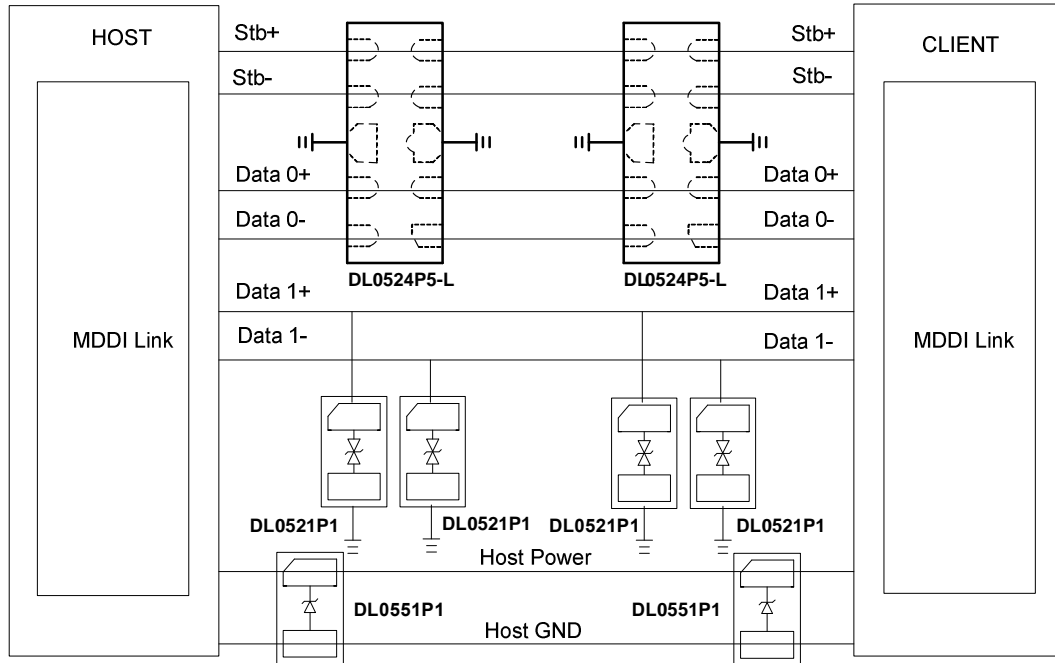 HOST
CLIENT
Stb+
Stb+
Stb-
Stb-
Data 0+
Data 0+
Data 0-
Data 0-
DL0524P5-L
DL0524P5-L
Data 1+
Data 1+
Data 1-
Data 1-
MDDI Link
MDDI Link
DL0521P1
DL0521P1
DL0521P1
DL0521P1
Host Power
DL0551P1
DL0551P1
Host GND